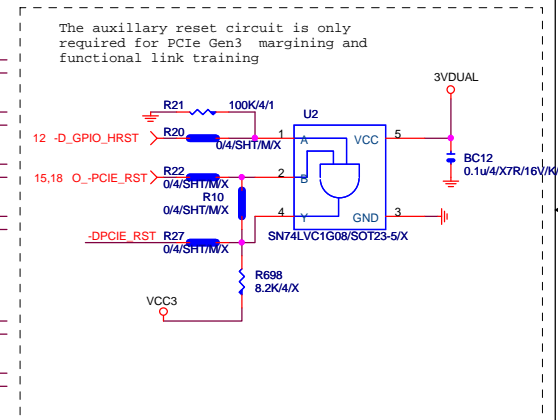 The auxillary reset circuit is only
required for PCIe Gen3 margining and
functional link training
3VDUAL
R21 100K/4/1
U2
12 -D_GPIO_HRST R20 1 A VCC 5
0/4/SHT/M/X
BC12
0.1u/4/X7R/16V/K/
15,18 O_-PCIE_RST R22 2 B
0/4/SHT/M/X
R10
0/4/SHT/M/X
4 Y GND 3
-DPCIE_RST R27
0/4/SHT/M/X
SN74LVC1G08/SOT23-5/X
R698
8.2K/4/X
VCC3